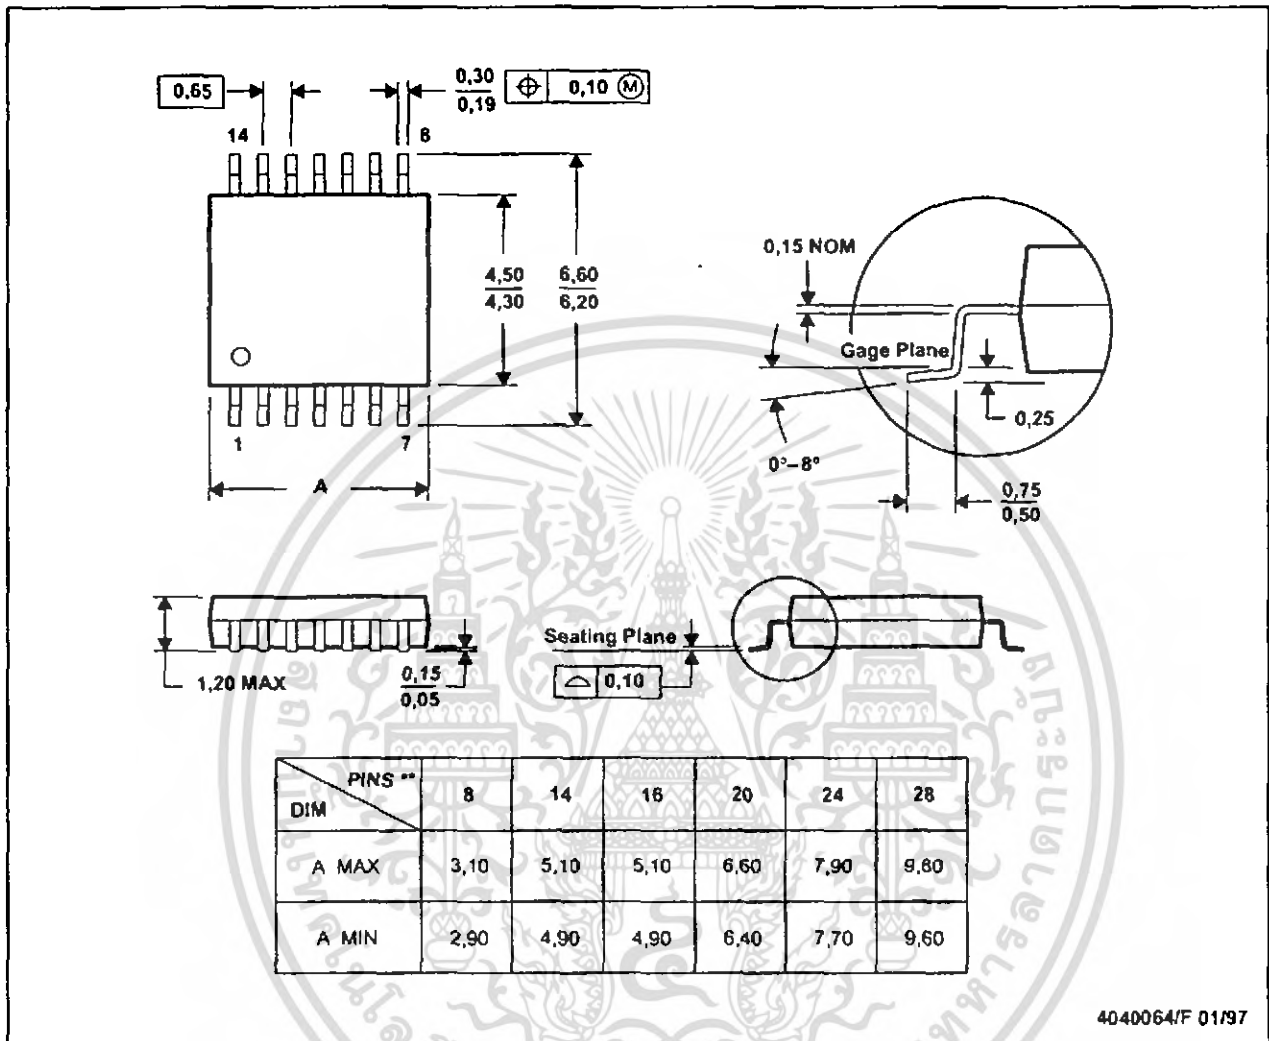 0,65
0,30
0,19
0,10 M
14
8
4,50
4,30
6,60
6,20
1
7
A
0,15 NOM
Gage Plane
0,25
0°–8°
0,75
0,50
1,20 MAX
0,15
0,05
Seating Plane
0,10
PINS **
DIM
8 14 16 20 24 28
A MAX 3,10 5,10 5,10 6,60 7,90 9,80
A MIN 2,90 4,90 4,90 6,40 7,70 9,60
4040064/F 01/97